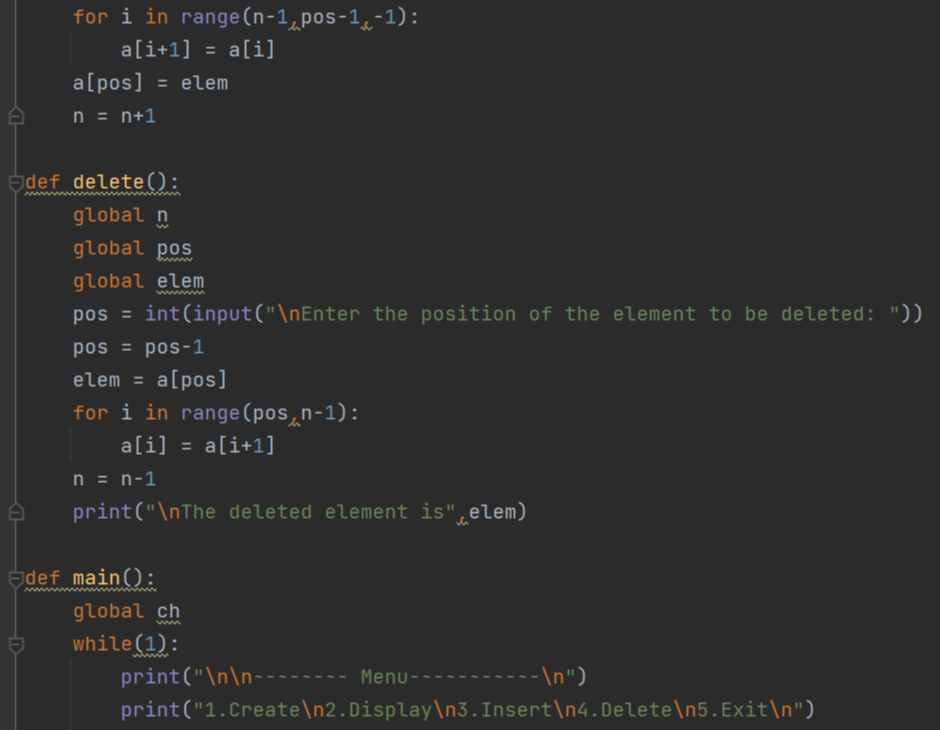 for i in range(n-1,pos-1,-1):
        a[i+1] = a[i]
    a[pos] = elem
    n = n+1

def delete():
    global n
    global pos
    global elem
    pos = int(input("\nEnter the position of the element to be deleted: "))
    pos = pos-1
    elem = a[pos]
    for i in range(pos,n-1):
        a[i] = a[i+1]
    n = n-1
    print("\nThe deleted element is",elem)

def main():
    global ch
    while(1):
        print("\n\n-------- Menu-----------\n")
        print("1.Create\n2.Display\n3.Insert\n4.Delete\n5.Exit\n")